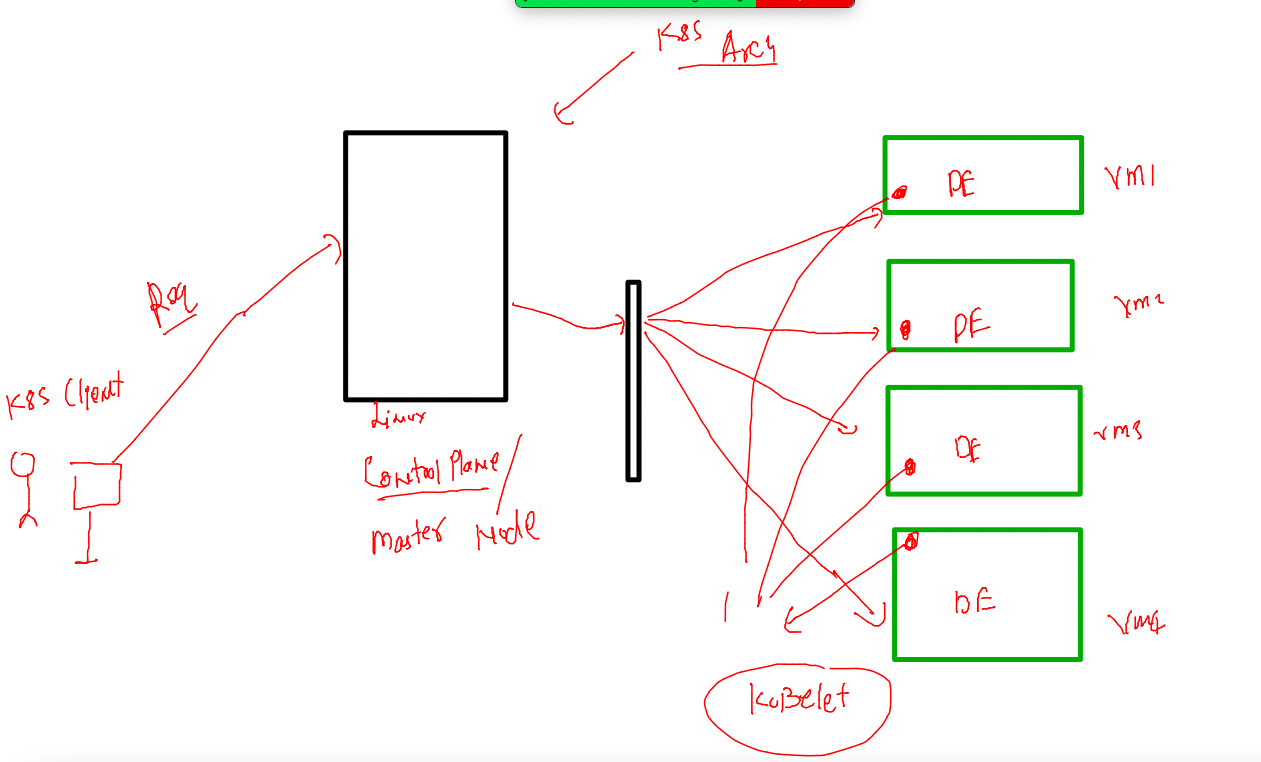 K8S Arch
Req
K8S Client
Linux
Control Plane /
Master Node
DE
VM1
DE
VM2
DE
VM3
DE
VM4
KuBelet